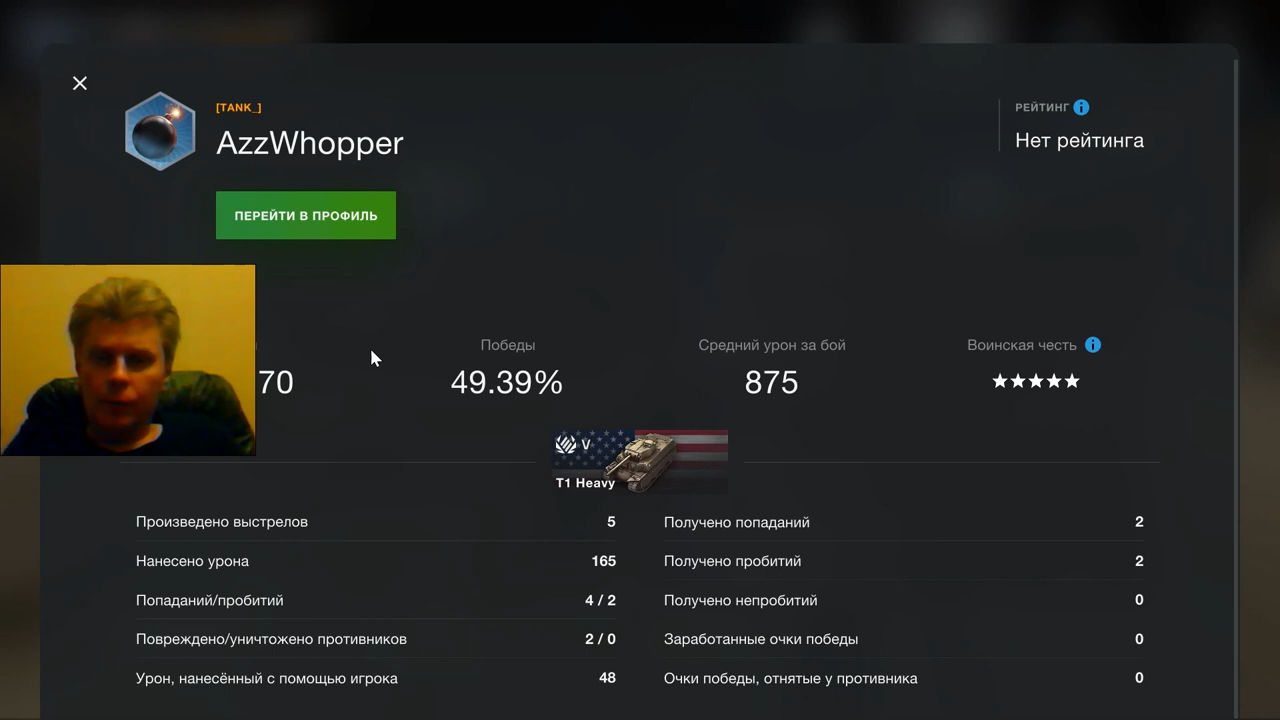 [TANK_]
AzzWhopper
РЕЙТИНГ
Нет рейтинга
ПЕРЕЙТИ В ПРОФИЛЬ
Победы
Средний урон за бой
Воинская честь
70
49.39%
875
V
T1 Heavy
Произведено выстрелов 5
Получено попаданий 2
Нанесено урона 165
Получено пробитий 2
Попаданий/пробитий 4 / 2
Получено непробитий 0
Повреждено/уничтожено противников 2 / 0
Заработанные очки победы 0
Урон, нанесённый с помощью игрока 48
Очки победы, отнятые у противника 0